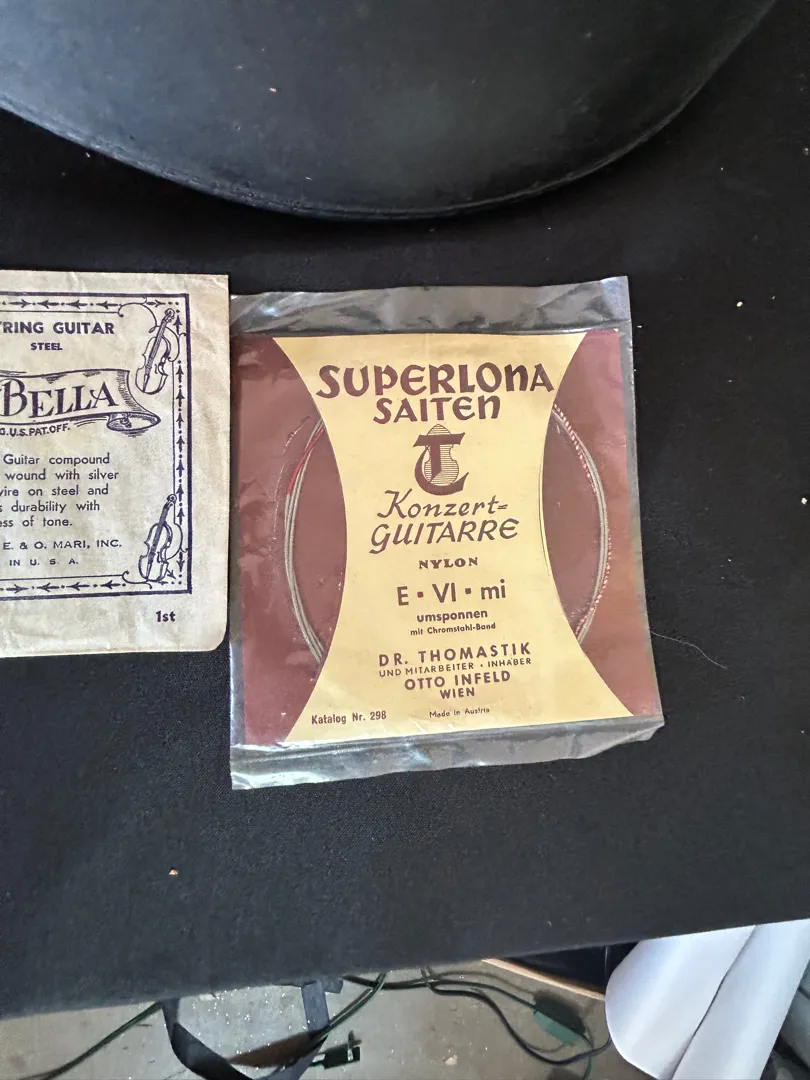 RING GUITAR
STEEL
BELLA
G.U.S.PAT.OFF.
Guitar compound
wound with silver
wire on steel and
durability with
ess of tone.
E. & O. MARI, INC.
IN U. S. A.
1st
SUPERLONA
SAITEN
T
Konzert=
GUITARRE
NYLON
E · VI · mi
umsponnen
mit Chromstahl-Band
DR. THOMASTIK
UND MITARBEITER · INHABER
OTTO INFELD
WIEN
Katalog Nr. 298
Made in Austria